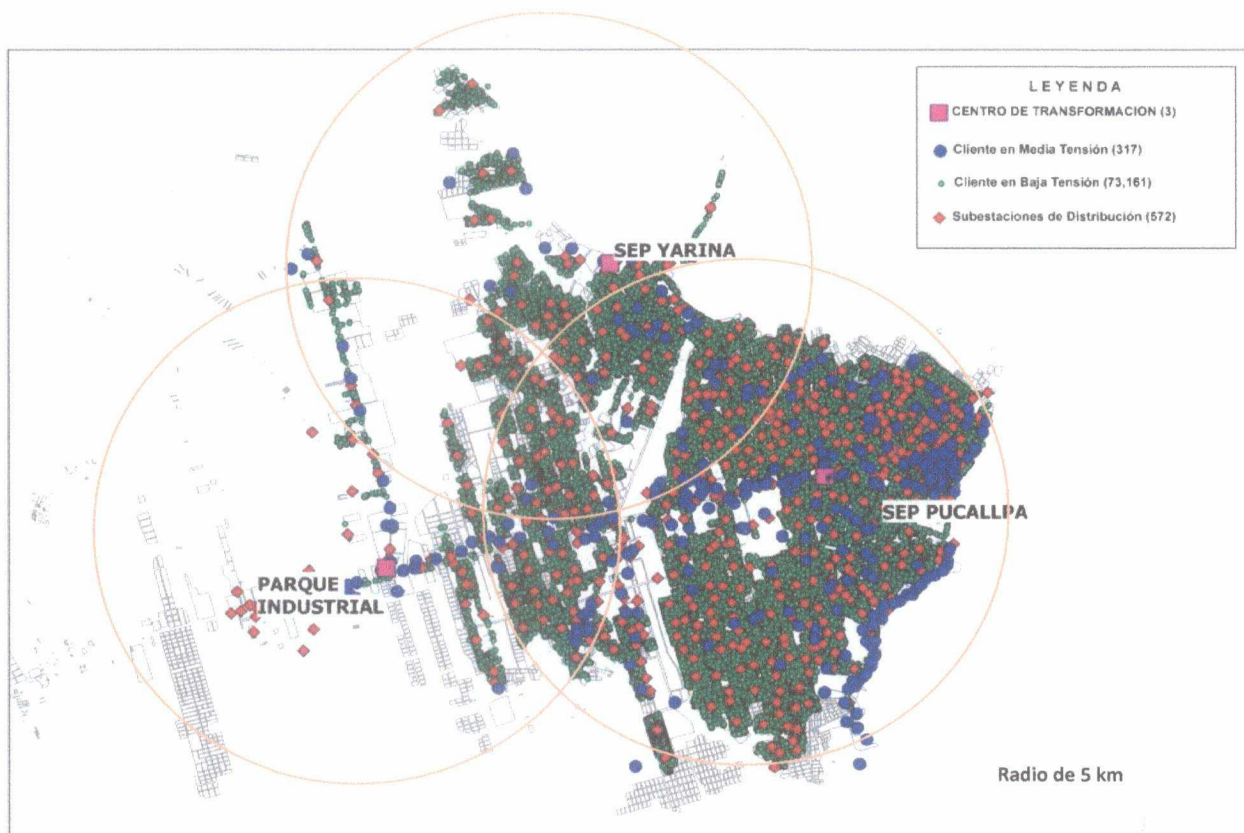 LEYENDA
CENTRO DE TRANSFORMACION (3)
Cliente en Media Tensión (317)
Cliente en Baja Tensión (73,161)
Subestaciones de Distribución (572)
SEP YARINA
SEP PUCALLPA
PARQUE
INDUSTRIAL
Radio de 5 km